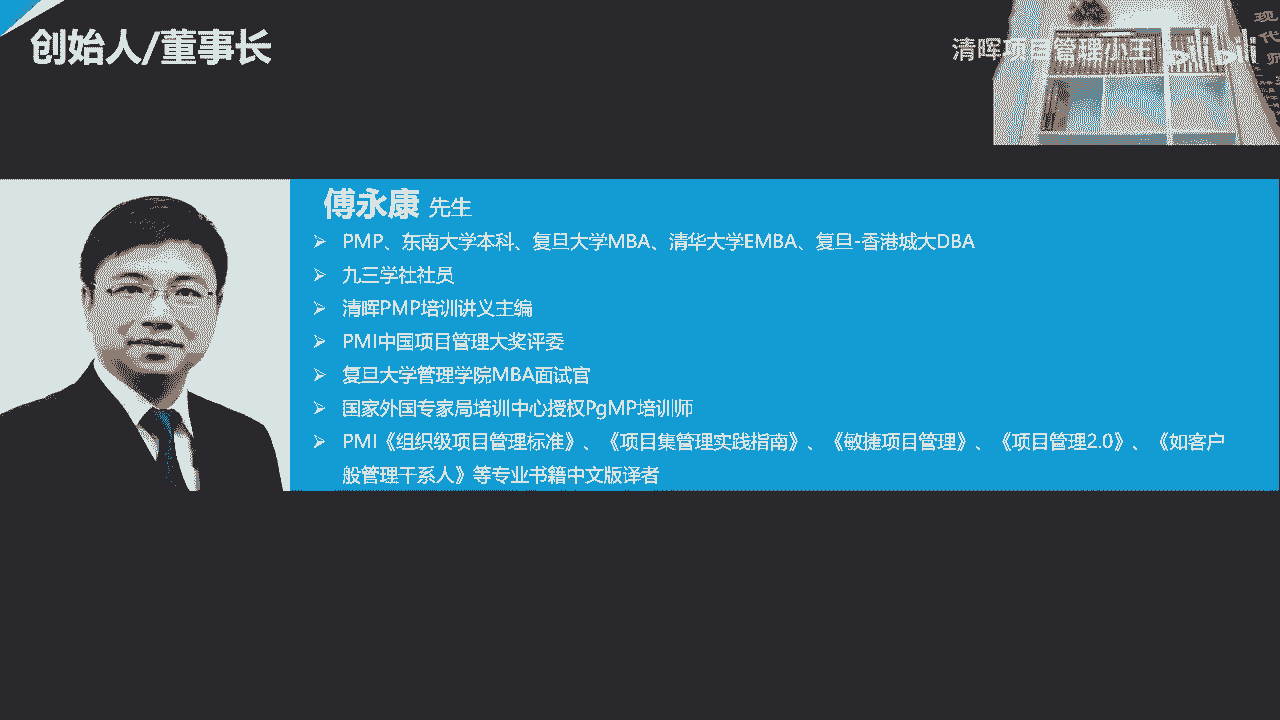 创始人/董事长
清晖项目管理小王 bilibili
现
代
傅永康 先生
➢ PMP、东南大学本科、复旦大学MBA、清华大学EMBA、复旦-香港城大DBA
➢ 九三学社社员
➢ 清晖PMP培训讲义主编
➢ PMI中国项目管理大奖评委
➢ 复旦大学管理学院MBA面试官
➢ 国家外国专家局培训中心授权PgMP培训师
➢ PMI《组织级项目管理标准》、《项目集管理实践指南》、《敏捷项目管理》、《项目管理2.0》、《如客户
般管理干系人》等专业书籍中文版译者